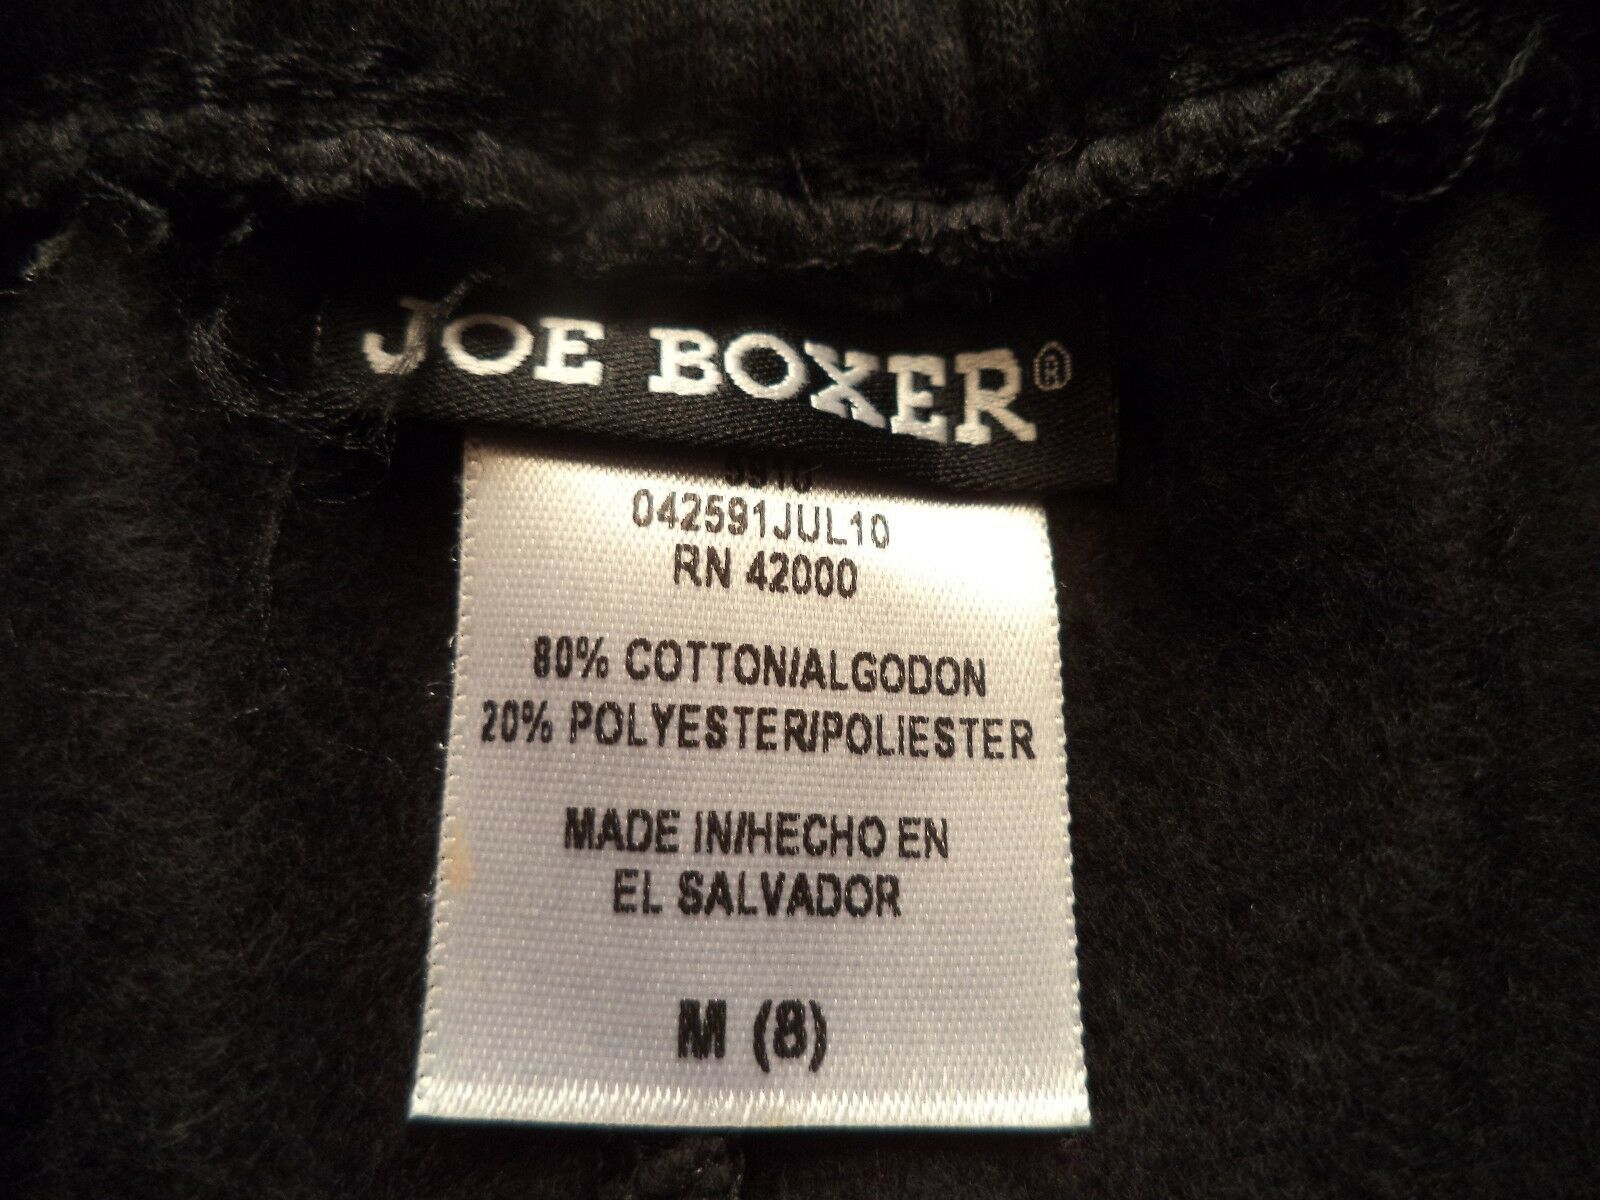 JOE BOXER®
042591JUL10
RN 42000
80% COTTON/ALGODON
20% POLYESTER/POLIESTER
MADE IN/HECHO EN
EL SALVADOR
M (8)